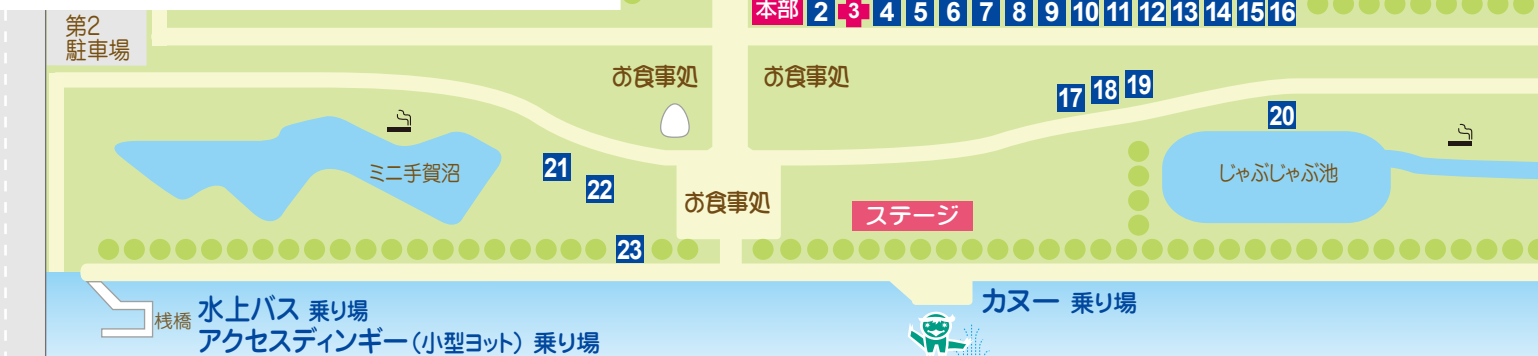 本部 2 3 4 5 6 7 8 9 10 11 12 13 14 15 16
第2
駐車場
お食事処
お食事処
17 18 19
20
ミニ手賀沼
21
22
じゃぶじゃぶ池
お食事処
ステージ
23
桟橋
水上バス 乗り場
アクセスディンギー(小型ヨット) 乗り場
カヌー 乗り場